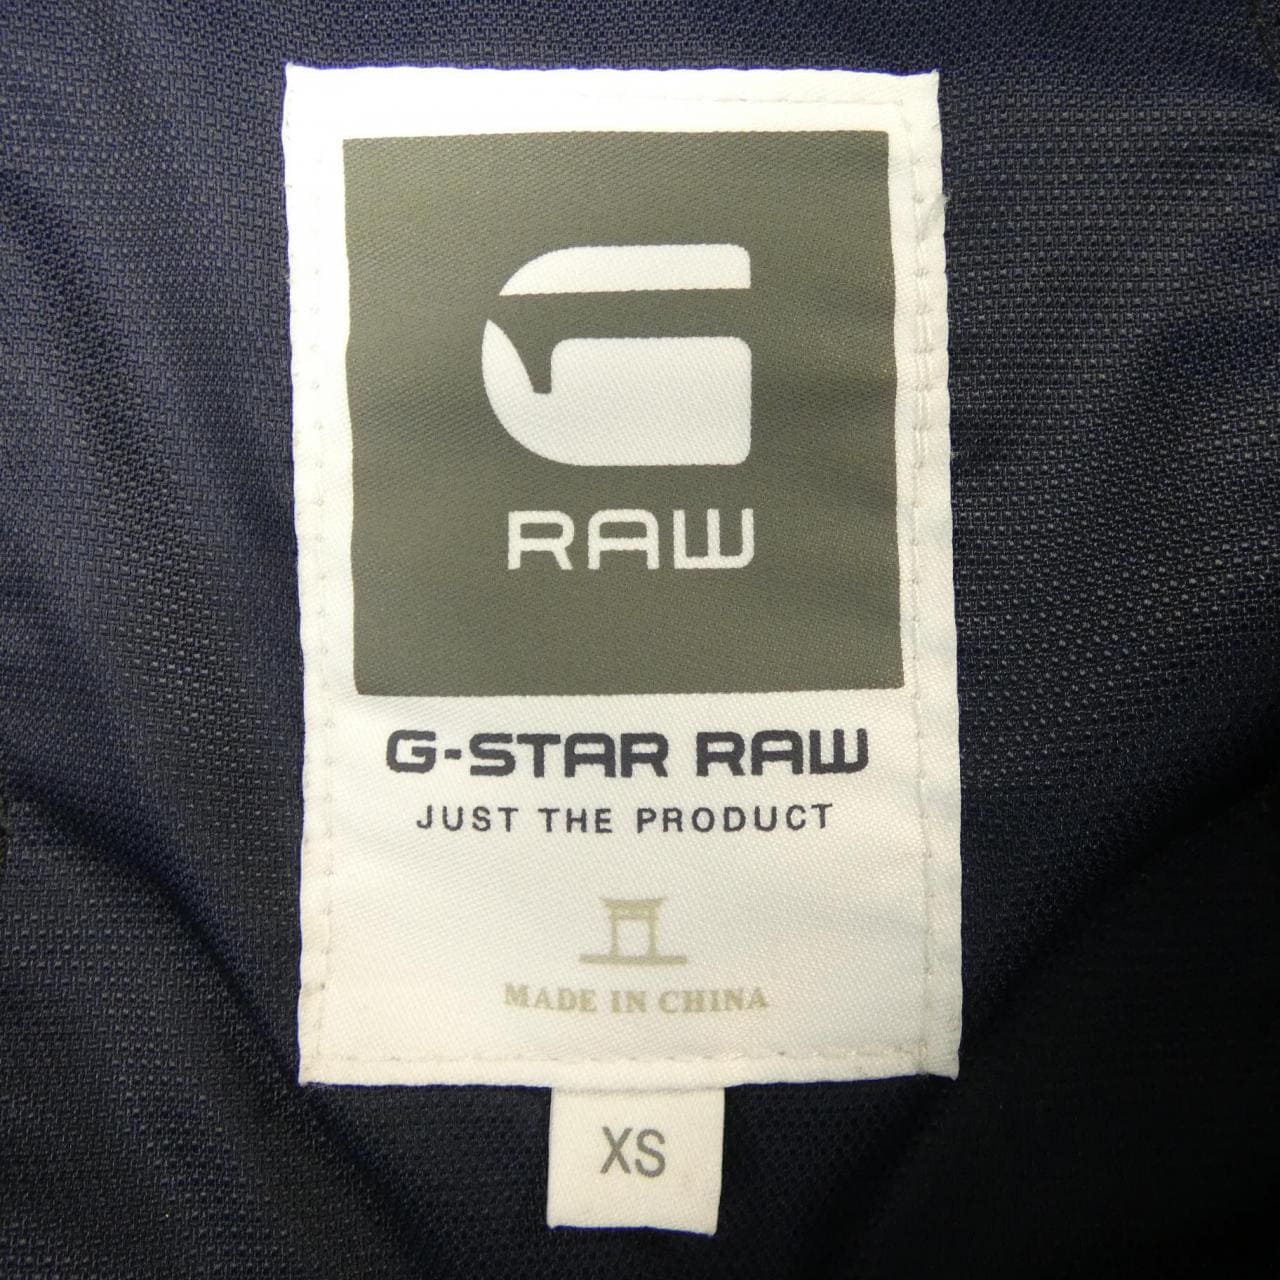 G
RAW
G-STAR RAW
JUST THE PRODUCT
MADE IN CHINA
XS